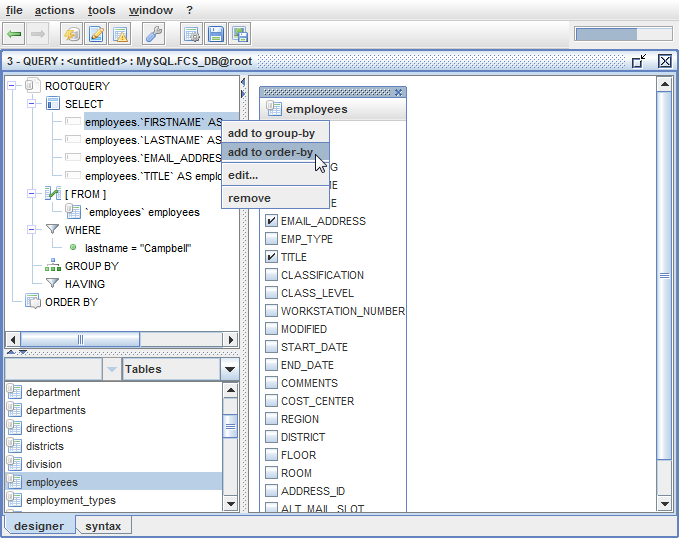 file actions tools window ?
3 - QUERY : <untitled1> : MySQL.FCS_DB@root
ROOTQUERY
SELECT
employees.`FIRSTNAME` AS
employees.`LASTNAME` AS
employees.`EMAIL_ADDRES
employees.`TITLE` AS emplo
[ FROM ]
`employees` employees
WHERE
lastname = "Campbell"
GROUP BY
HAVING
ORDER BY
add to group-by
add to order-by
edit...
remove
employees
EMAIL_ADDRESS
EMP_TYPE
TITLE
CLASSIFICATION
CLASS_LEVEL
WORKSTATION_NUMBER
MODIFIED
START_DATE
END_DATE
COMMENTS
COST_CENTER
REGION
DISTRICT
FLOOR
ROOM
ADDRESS_ID
ALT_MAIL_SLOT
Tables
department
departments
directions
districts
division
employees
employment_types
designer syntax